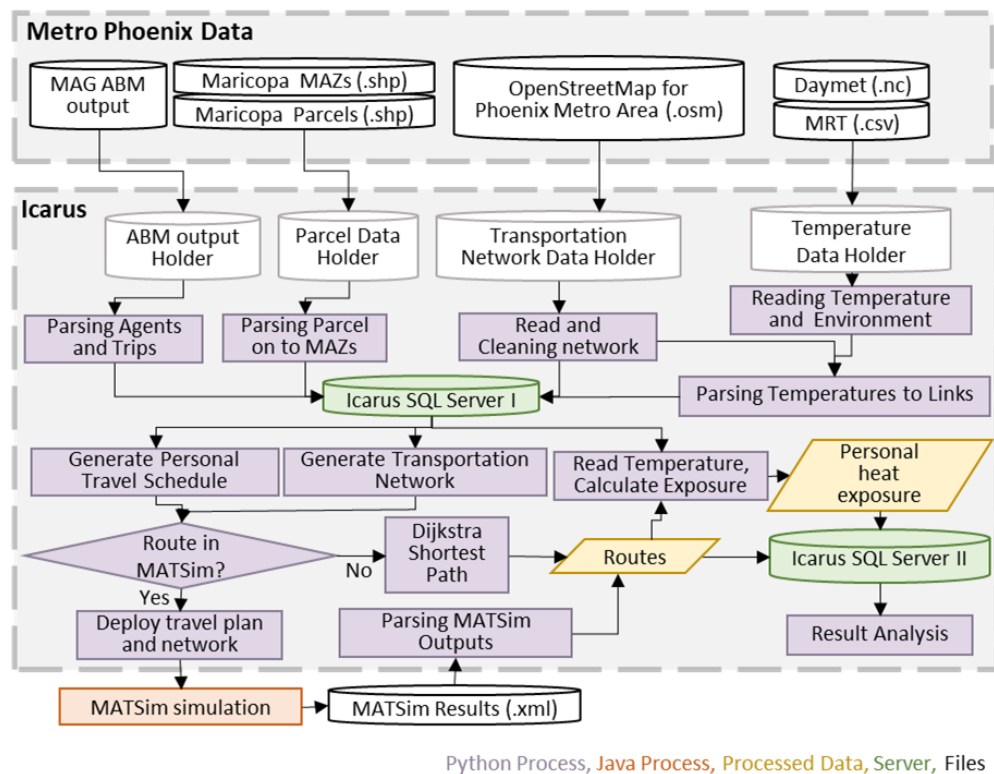 Metro Phoenix Data
MAG ABM
output
Maricopa MAZs (.shp)
Maricopa Parcels (.shp)
OpenStreetMap for
Phoenix Metro Area (.osm)
Daymet (.nc)
MRT (.csv)
Icarus
ABM output
Holder
Parcel Data
Holder
Transportation
Network Data Holder
Temperature
Data Holder
Parsing Agents
and Trips
Parsing Parcel
on to MAZs
Read and
Cleaning network
Reading Temperature
and Environment
Parsing Temperatures to Links
Icarus SQL Server I
Generate Personal
Travel Schedule
Generate Transportation
Network
Read Temperature,
Calculate Exposure
Personal
heat
exposure
Route in
MATSim?
No
Dijkstra
Shortest
Path
Routes
Icarus SQL Server II
Yes
Deploy travel plan
and network
Parsing MATSim
Outputs
Result Analysis
MATSim simulation
MATSim Results (.xml)
Python Process, Java Process, Processed Data, Server, Files